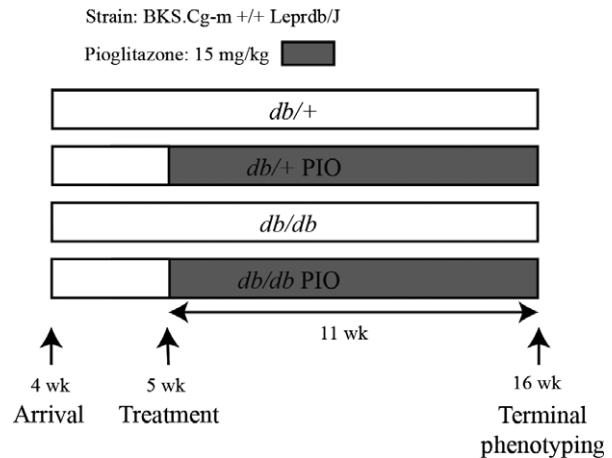 Strain: BKS.Cg-m +/+ Leprdb/J
Pioglitazone: 15 mg/kg
db/+
db/+ PIO
db/db
db/db PIO
11 wk
4 wk
Arrival
5 wk
Treatment
16 wk
Terminal
phenotyping